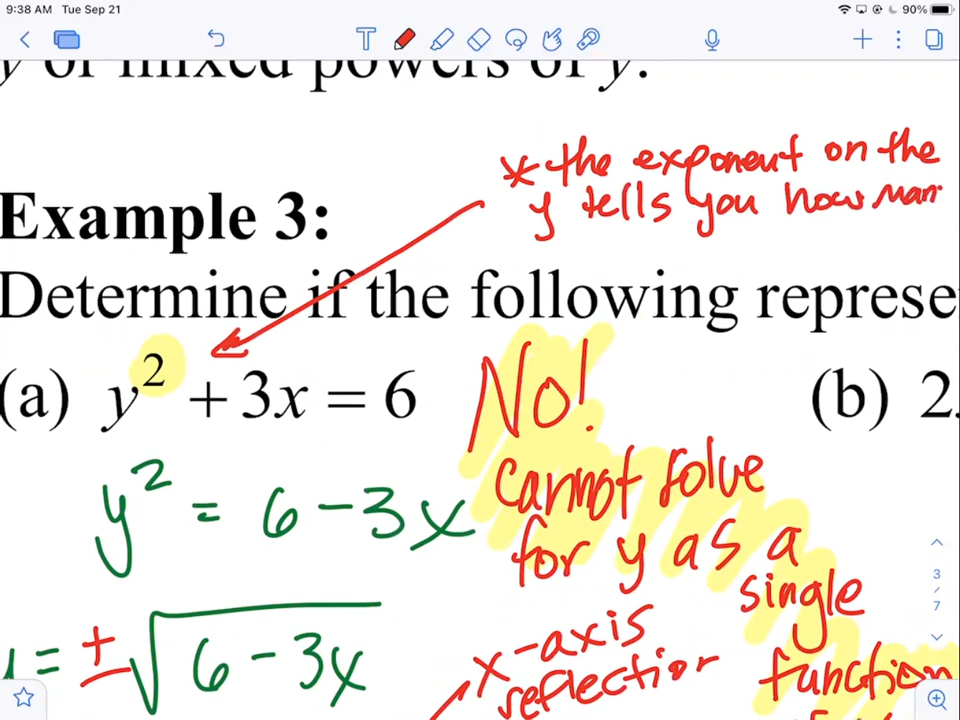 9:38 AM Tue Sep 21
90%
y or mixed powers of y.
* the exponent on the
y tells you how man
Example 3:
Determine if the following represe
(a) y² + 3x = 6
No!
(b) 2
y² = 6 - 3x
cannot solve
for y as a
single
function
= ± √6 - 3x
x-axis
reflection
3
/
7